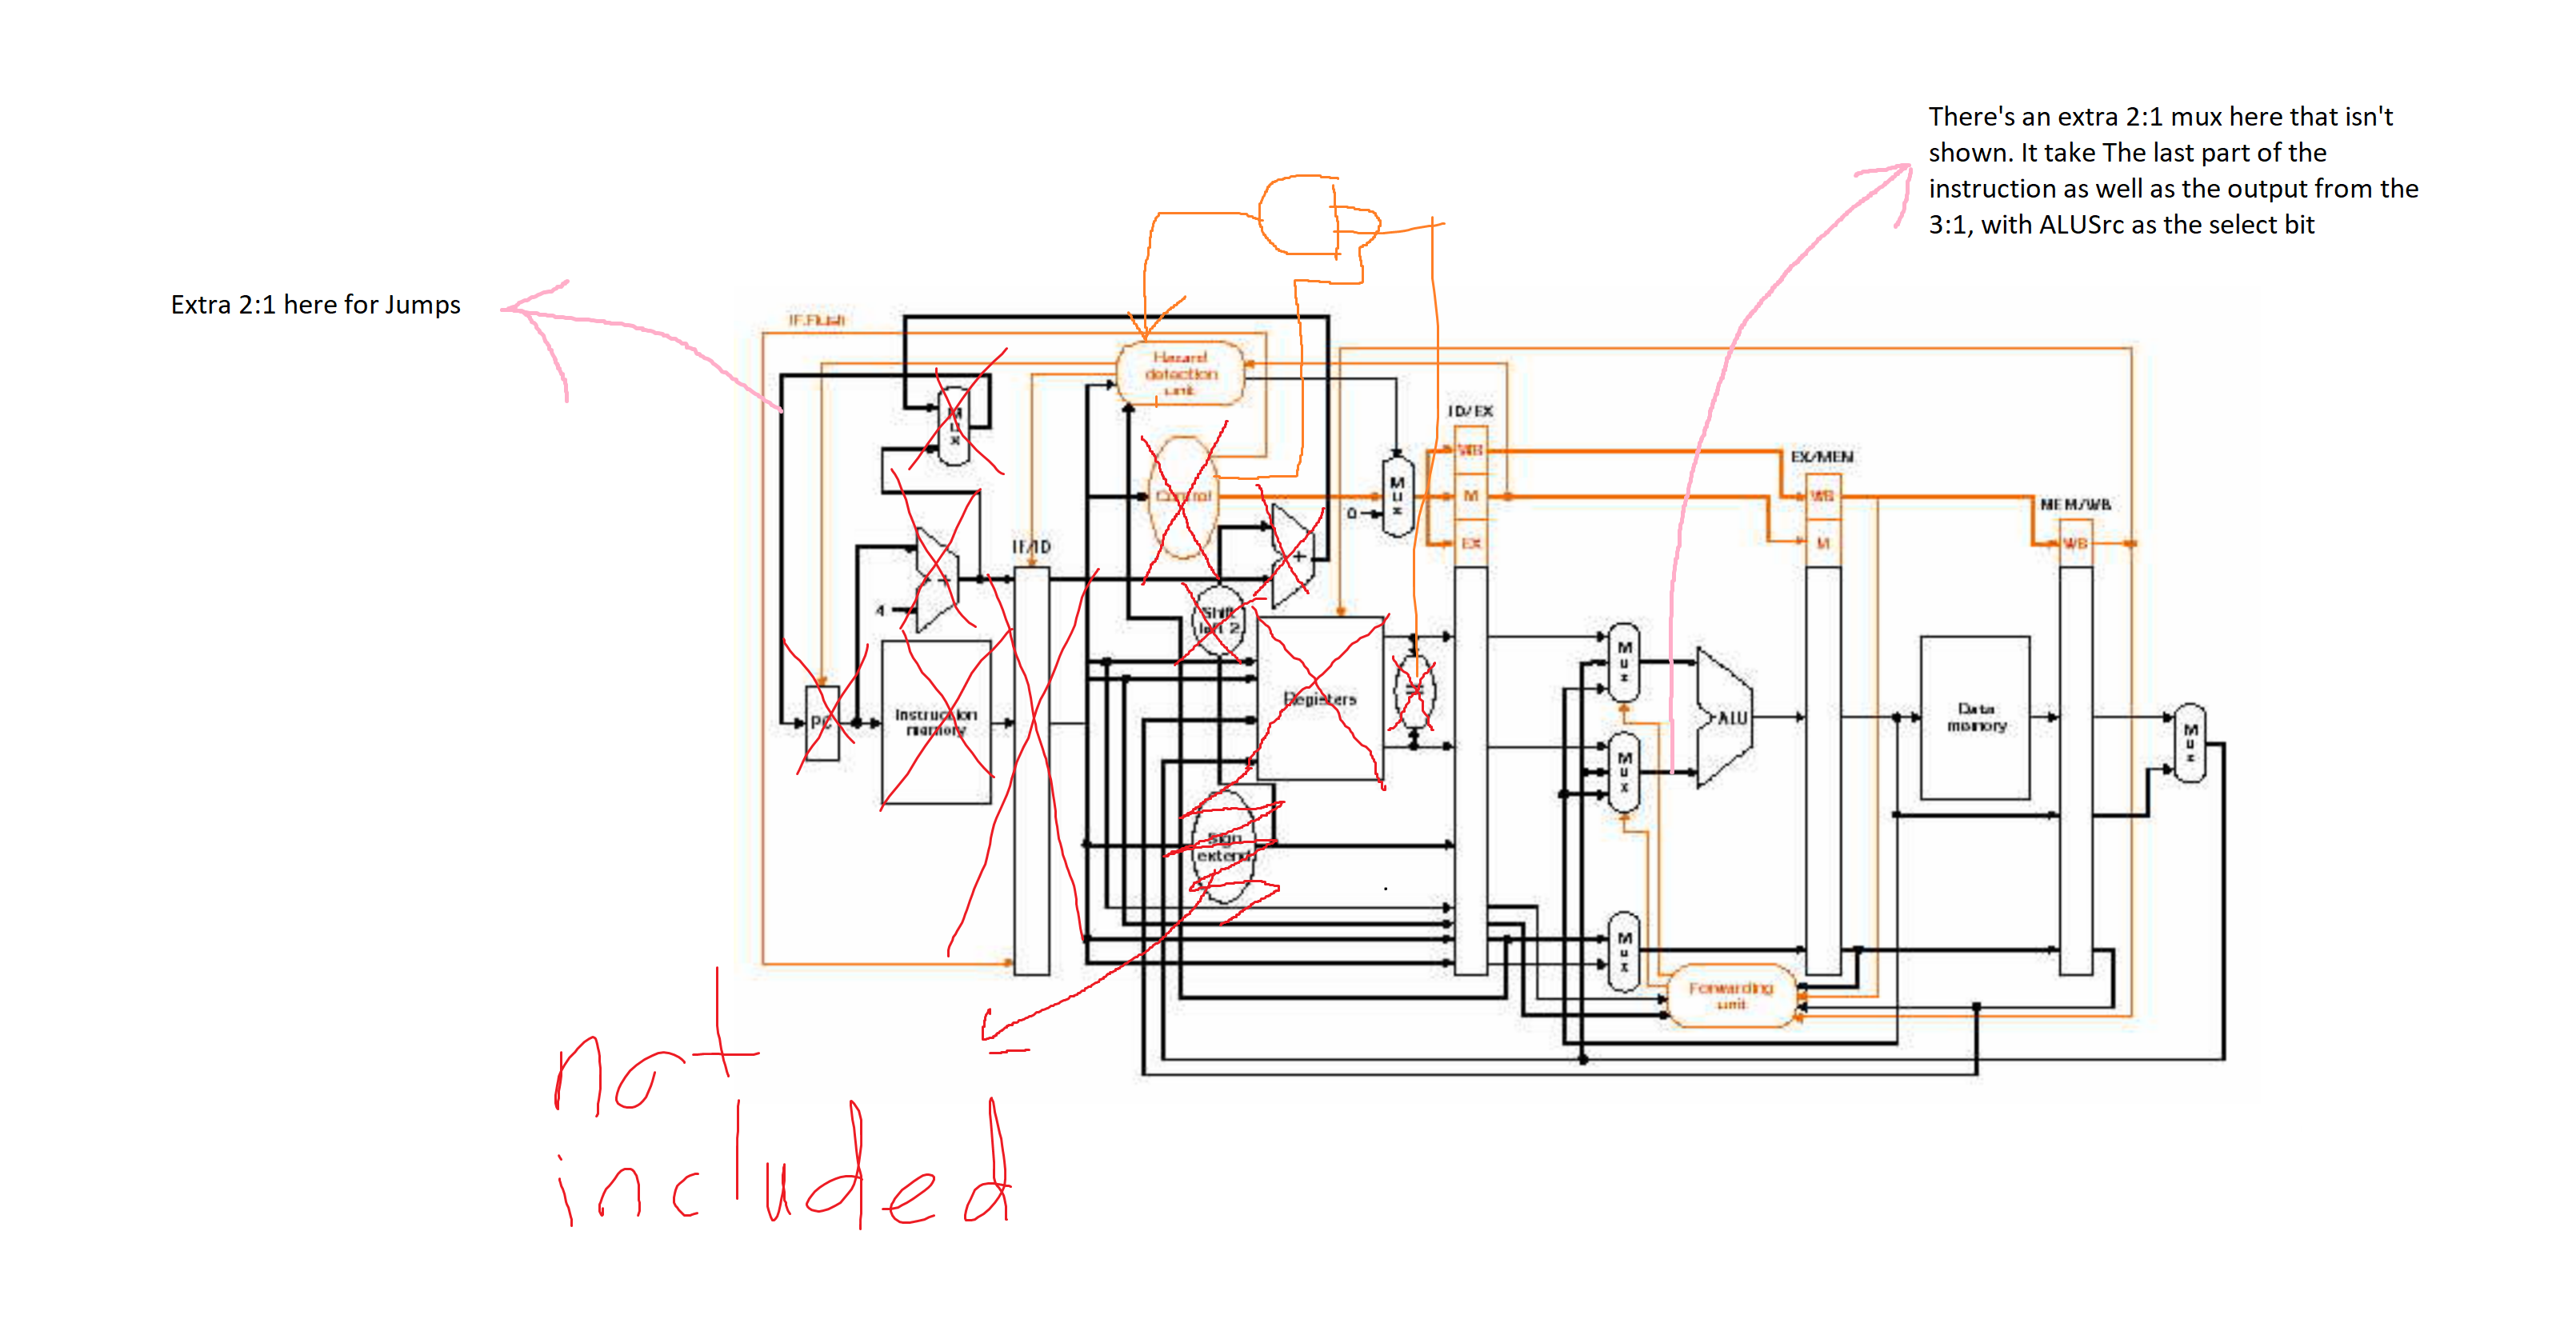 There's an extra 2:1 mux here that isn't
shown. It take The last part of the
instruction as well as the output from the
3:1, with ALUSrc as the select bit
Extra 2:1 here for Jumps
IF.Flush
Hazard
detection
unit
M
u
x
ID/EX
WB
EX/MEM
Control
M
u
x
M
WB
MEM/WB
0
IF/ID
EX
M
WB
+
4
Shift
left 2
M
u
x
Registers
=
PC
Instruction
memory
ALU
Data
memory
M
u
x
M
u
x
Sign
extend
M
u
x
Forwarding
unit
not
included